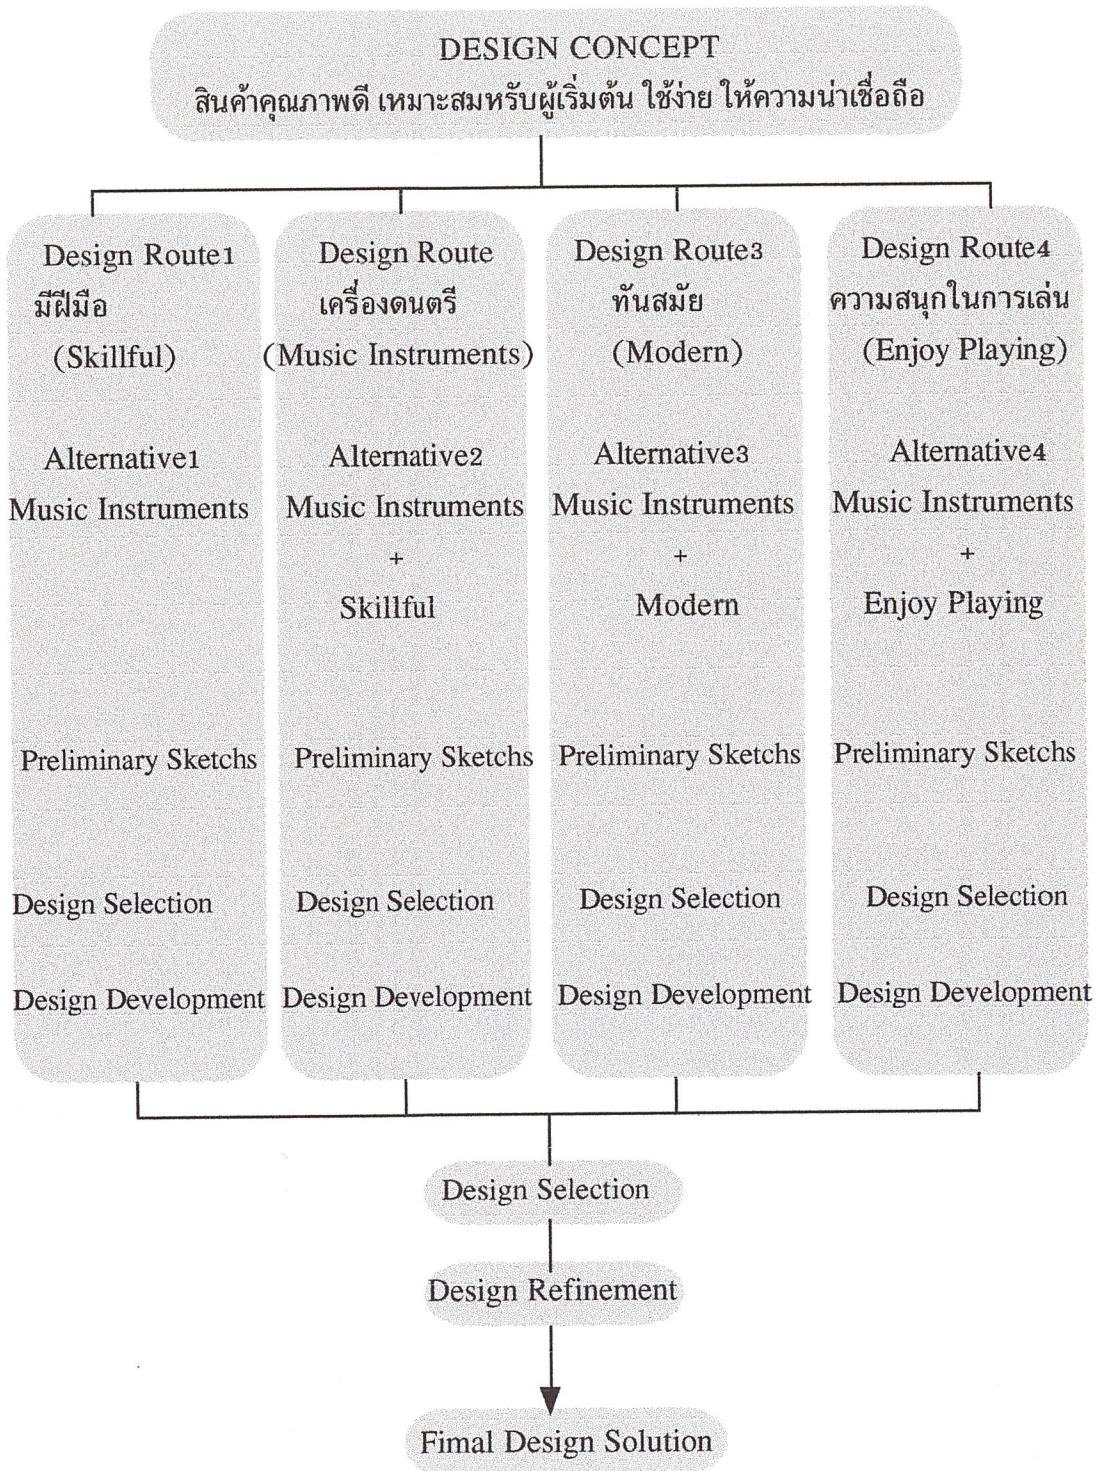 DESIGN CONCEPT
สินค้าคุณภาพดี เหมาะสมหรับผู้เริ่มต้น ใช้ง่าย ให้ความน่าเชื่อถือ
Design Route1
มีฝีมือ
(Skillful)
Alternative1
Music Instruments
Preliminary Sketchs
Design Selection
Design Development
Design Route
เครื่องดนตรี
(Music Instruments)
Alternative2
Music Instruments
+
Skillful
Preliminary Sketchs
Design Selection
Design Development
Design Route3
ทันสมัย
(Modern)
Alternative3
Music Instruments
+
Modern
Preliminary Sketchs
Design Selection
Design Development
Design Route4
ความสนุกในการเล่น
(Enjoy Playing)
Alternative4
Music Instruments
+
Enjoy Playing
Preliminary Sketchs
Design Selection
Design Development
Design Selection
Design Refinement
Fimal Design Solution